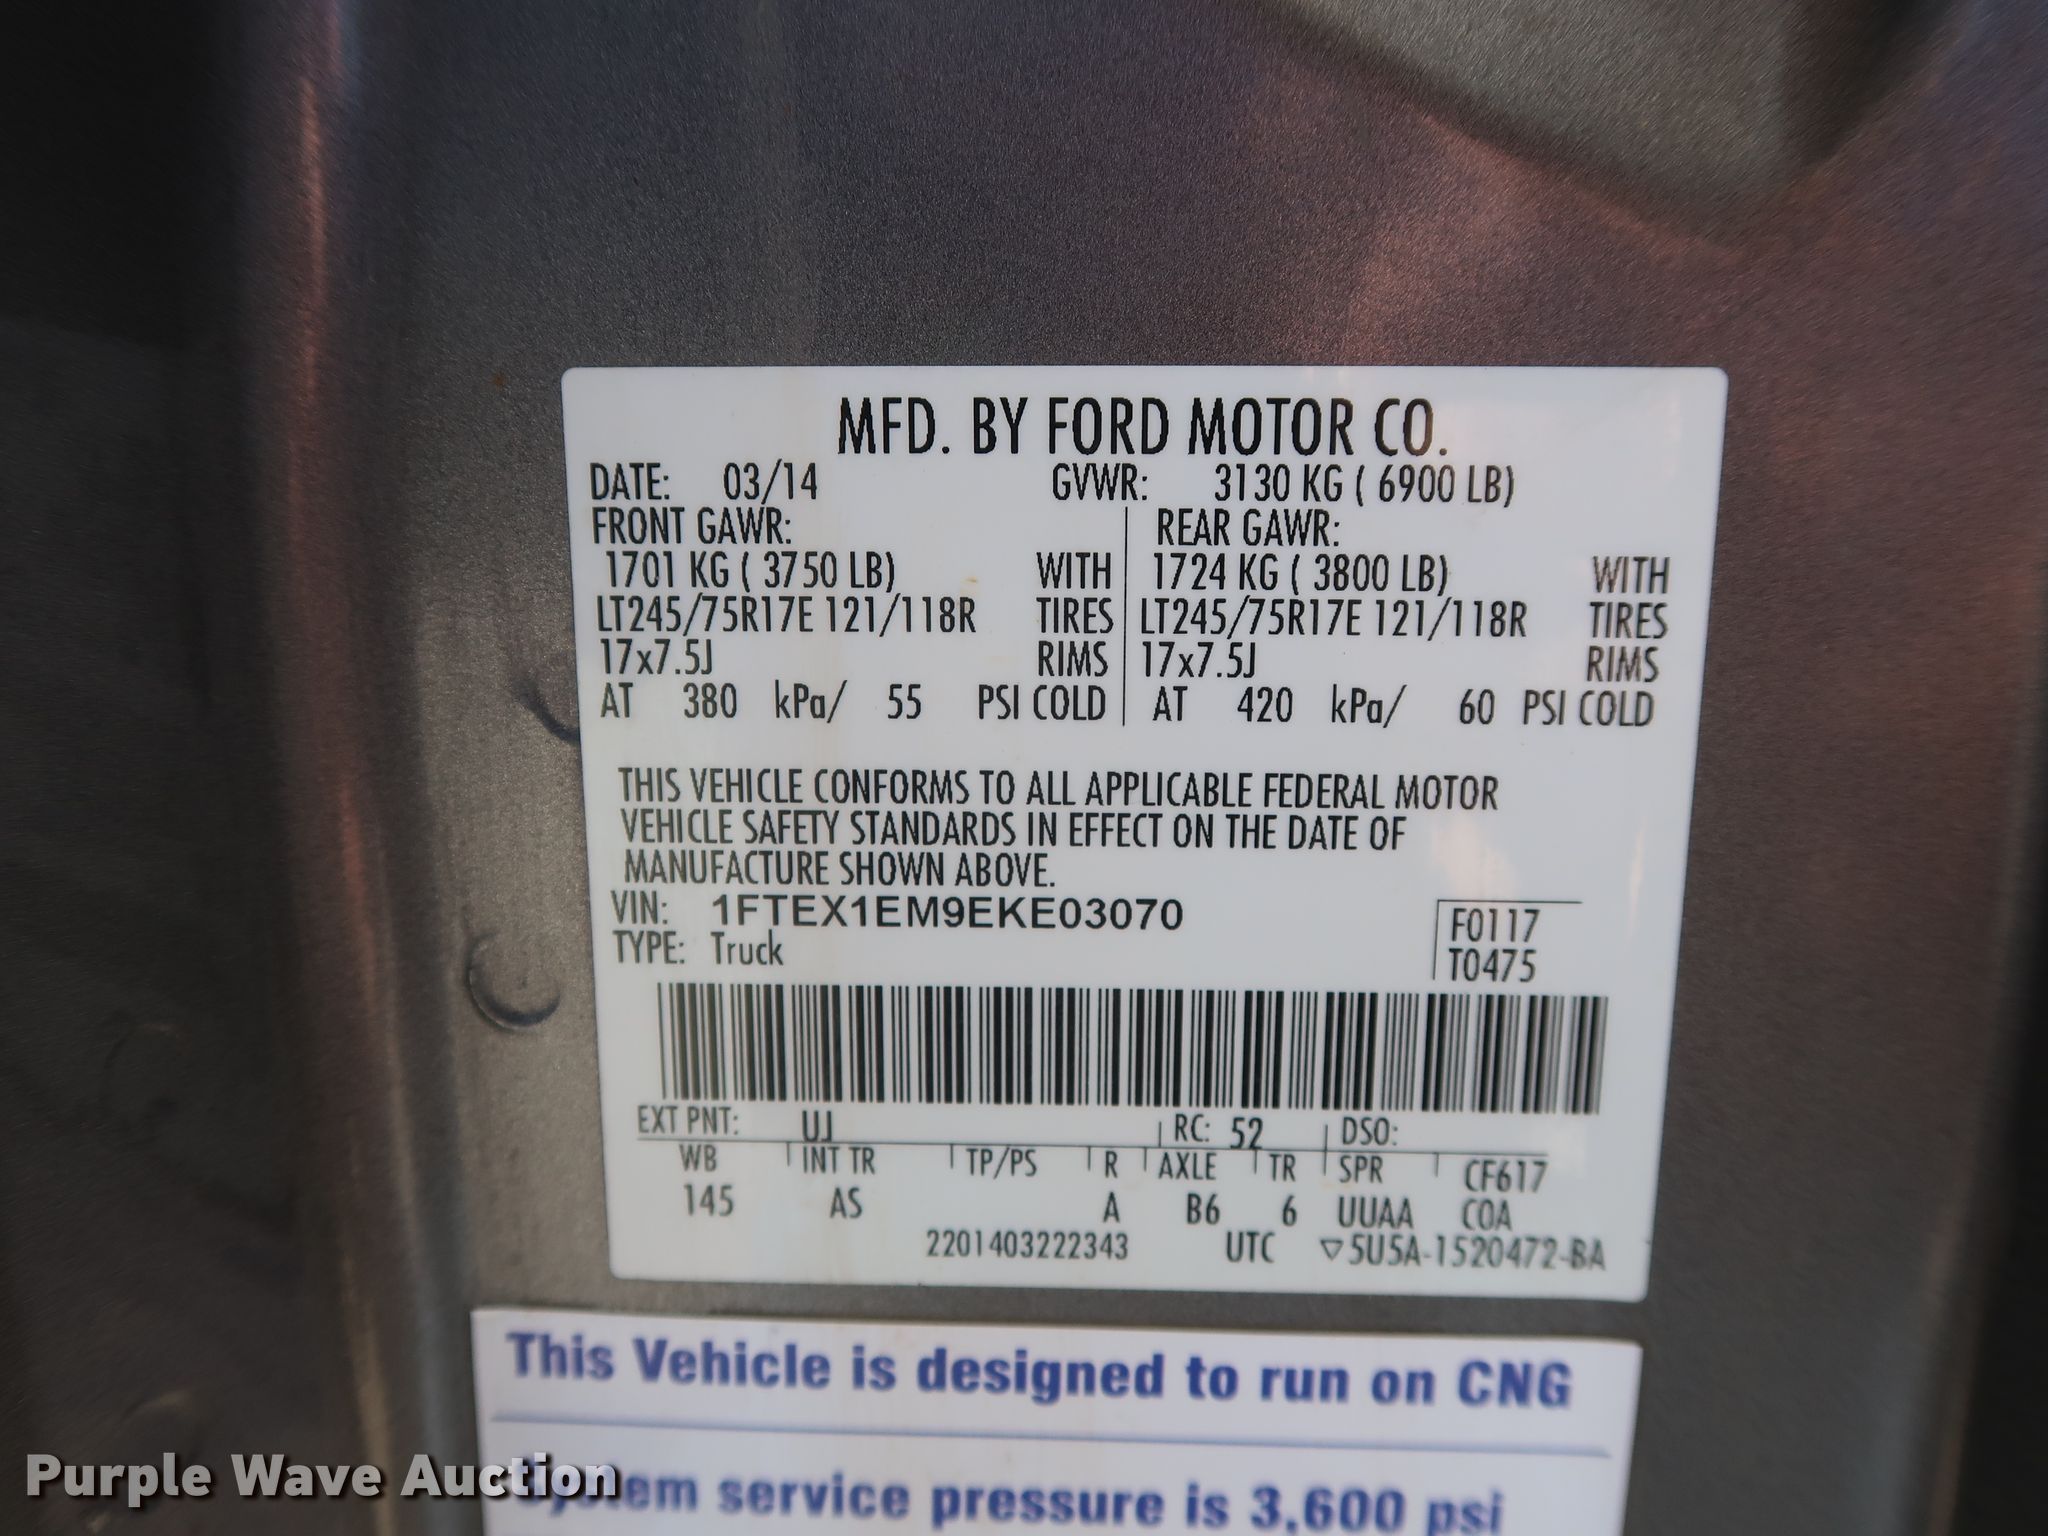 MFD. BY FORD MOTOR CO.
DATE: 03/14 GVWR: 3130 KG ( 6900 LB)
FRONT GAWR: REAR GAWR:
1701 KG ( 3750 LB) WITH 1724 KG ( 3800 LB) WITH
LT245/75R17E 121/118R TIRES LT245/75R17E 121/118R TIRES
17x7.5J RIMS 17x7.5J RIMS
AT 380 kPa/ 55 PSI COLD AT 420 kPa/ 60 PSI COLD
THIS VEHICLE CONFORMS TO ALL APPLICABLE FEDERAL MOTOR
VEHICLE SAFETY STANDARDS IN EFFECT ON THE DATE OF
MANUFACTURE SHOWN ABOVE.
VIN: 1FTEX1EM9EKE03070 F0117
TYPE: Truck T0475
EXT PNT: UJ RC: 52 DSO:
WB INT TR TP/PS R AXLE TR SPR CF617
145 AS A B6 6 UUAA COA
2201403222343 UTC ▽5U5A-1520472-BA
This Vehicle is designed to run on CNG
System service pressure is 3,600 psi
Purple Wave Auction